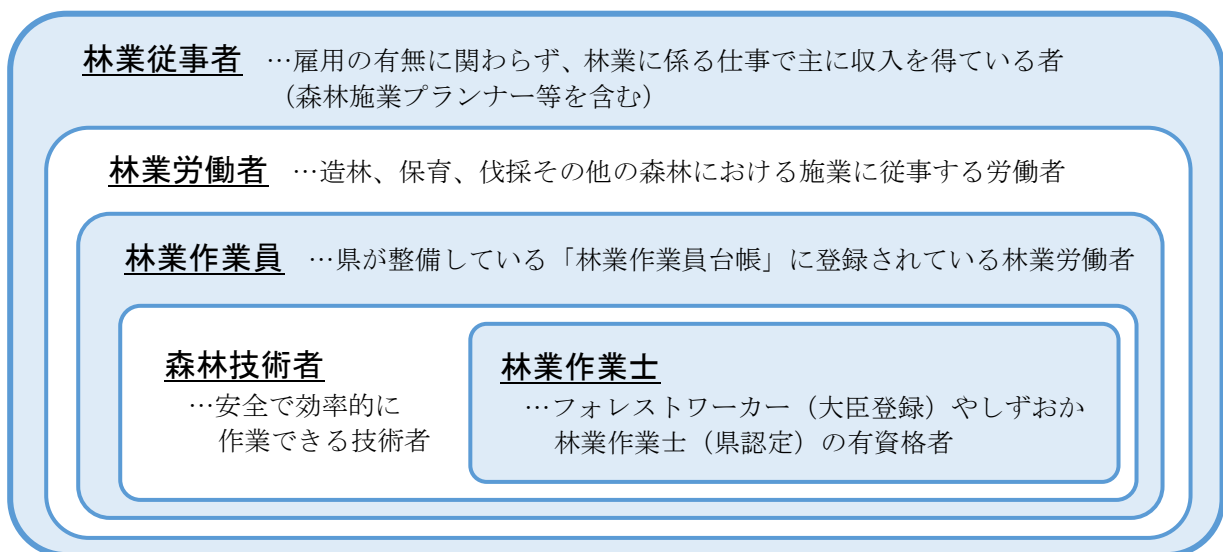 林業従事者 …雇用の有無に関わらず、林業に係る仕事で主に収入を得ている者
（森林施業プランナー等を含む）
林業労働者 …造林、保育、伐採その他の森林における施業に従事する労働者
林業作業員 …県が整備している「林業作業員台帳」に登録されている林業労働者
森林技術者
…安全で効率的に
作業できる技術者
林業作業士
…フォレストワーカー（大臣登録）やしずおか
林業作業士（県認定）の有資格者